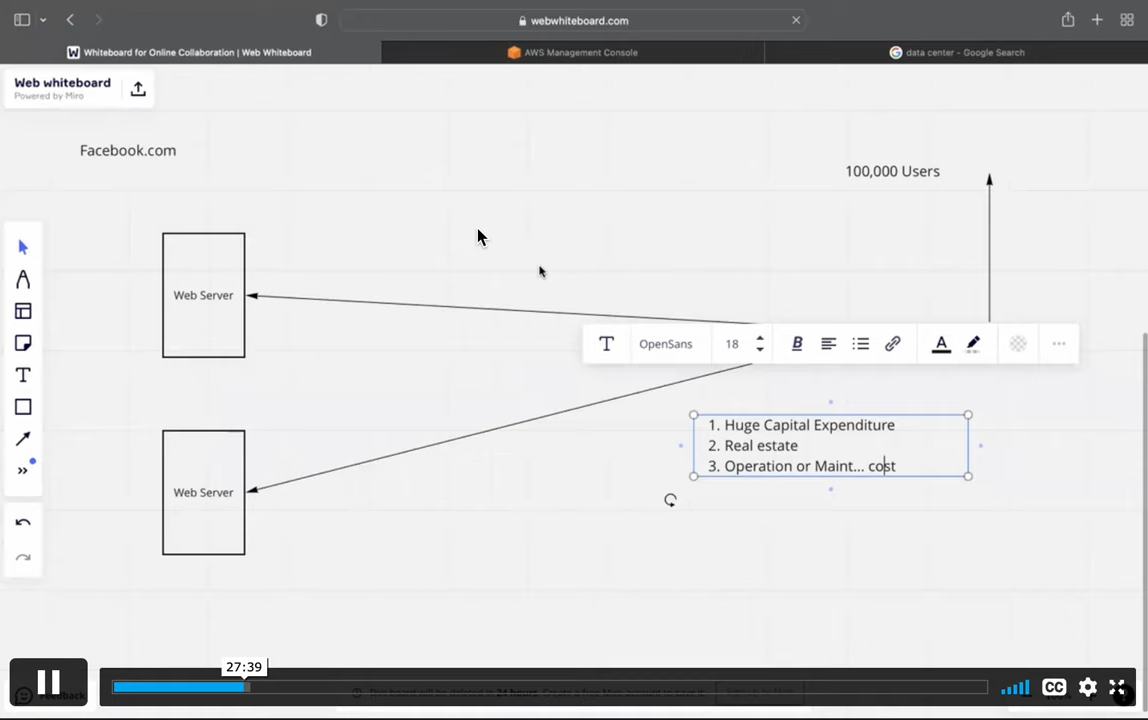 webwhiteboard.com
Whiteboard for Online Collaboration | Web Whiteboard
AWS Management Console
data center - Google Search
Web whiteboard
Powered by Miro
Facebook.com
100,000 Users
Web Server
OpenSans
18
1. Huge Capital Expenditure
2. Real estate
3. Operation or Maint... cost
Web Server
27:39
CC